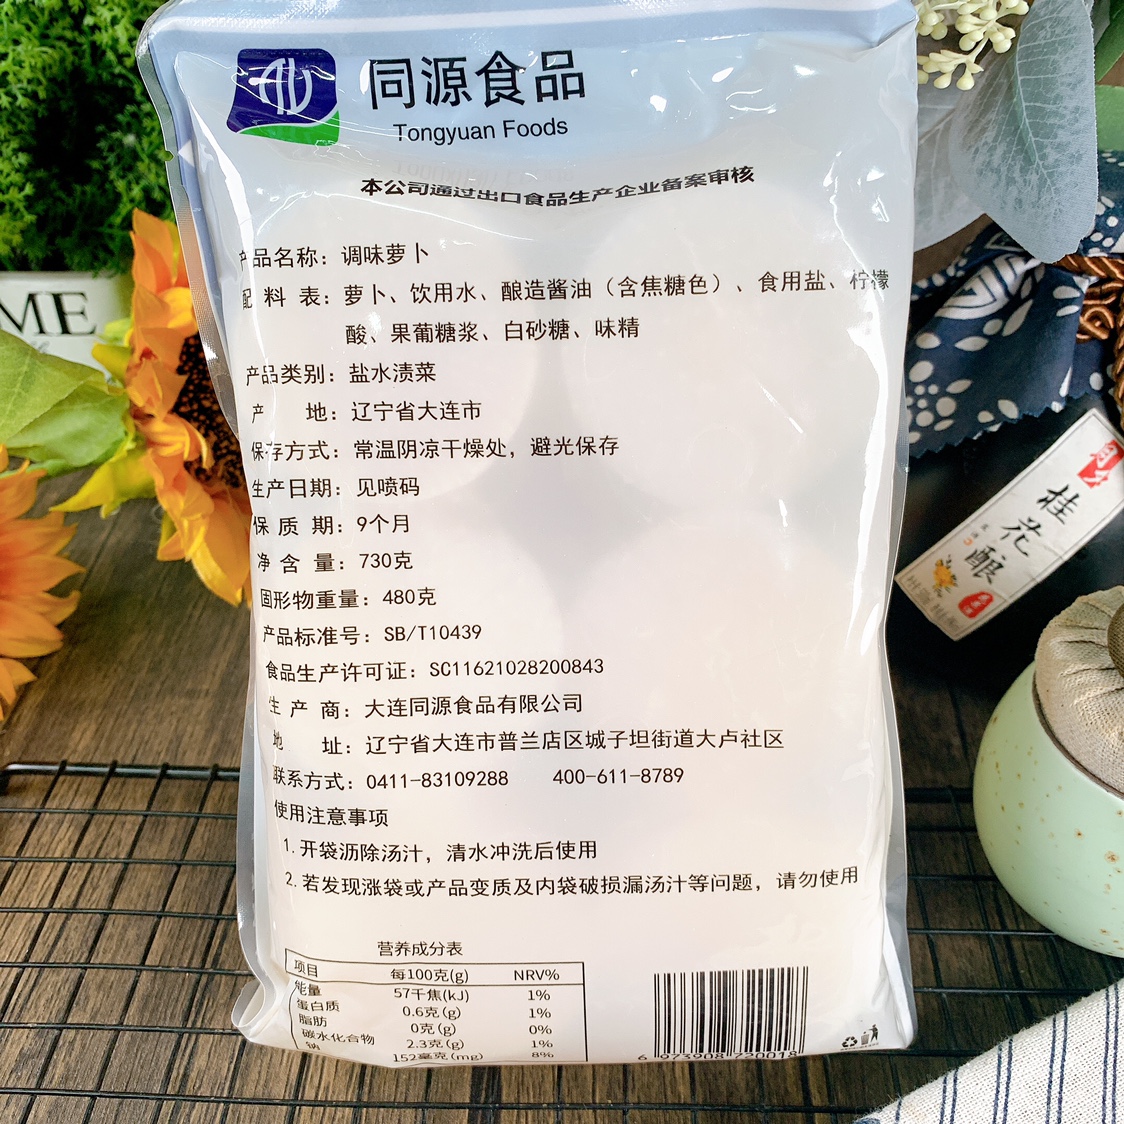 同源食品
Tongyuan Foods
本公司通过出口食品生产企业备案审核
产品名称：调味萝卜
配 料 表：萝卜、饮用水、酿造酱油（含焦糖色）、食用盐、柠檬
酸、果葡糖浆、白砂糖、味精
产品类别：盐水渍菜
产 地：辽宁省大连市
保存方式：常温阴凉干燥处，避光保存
生产日期：见喷码
保 质 期：9个月
净 含 量：730克
固形物重量：480克
产品标准号：SB/T10439
食品生产许可证：SC11621028200843
生 产 商：大连同源食品有限公司
地 址：辽宁省大连市普兰店区城子坦街道大卢社区
联系方式：0411-83109288 400-611-8789
使用注意事项
1.开袋沥除汤汁，清水冲洗后使用
2.若发现涨袋或产品变质及内袋破损漏汤汁等问题，请勿使用
营养成分表
项目 每100克(g) NRV%
能量 57千焦(kJ) 1%
蛋白质 0.6克(g) 1%
脂肪 0克(g) 0%
碳水化合物 2.3克(g) 1%
钠 152毫克(mg) 8%
6 973908 720018
ME
桂花酿